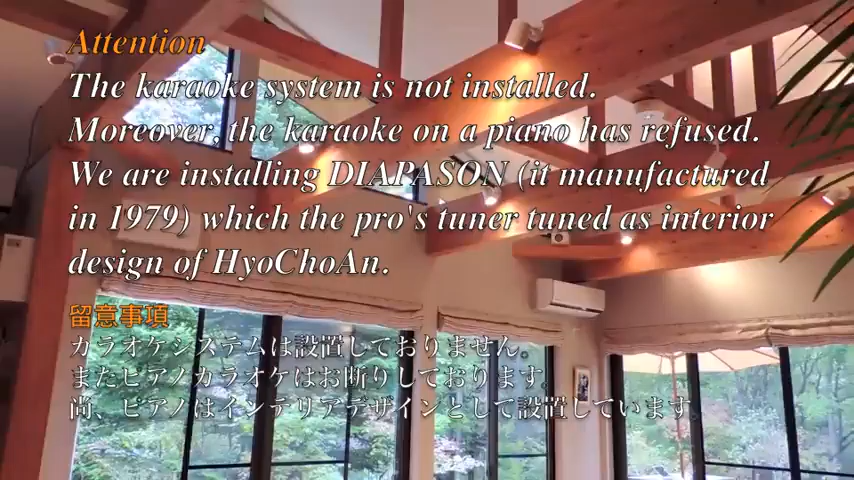 Attention
The karaoke system is not installed.
Moreover, the karaoke on a piano has refused.
We are installing DIAPASON (it manufactured
in 1979) which the pro's tuner tuned as interior
design of HyoChoAn.
留意事項
カラオケシステムは設置しておりません。
またピアノカラオケはお断りしております。
尚、ピアノはインテリアデザインとして設置しています。